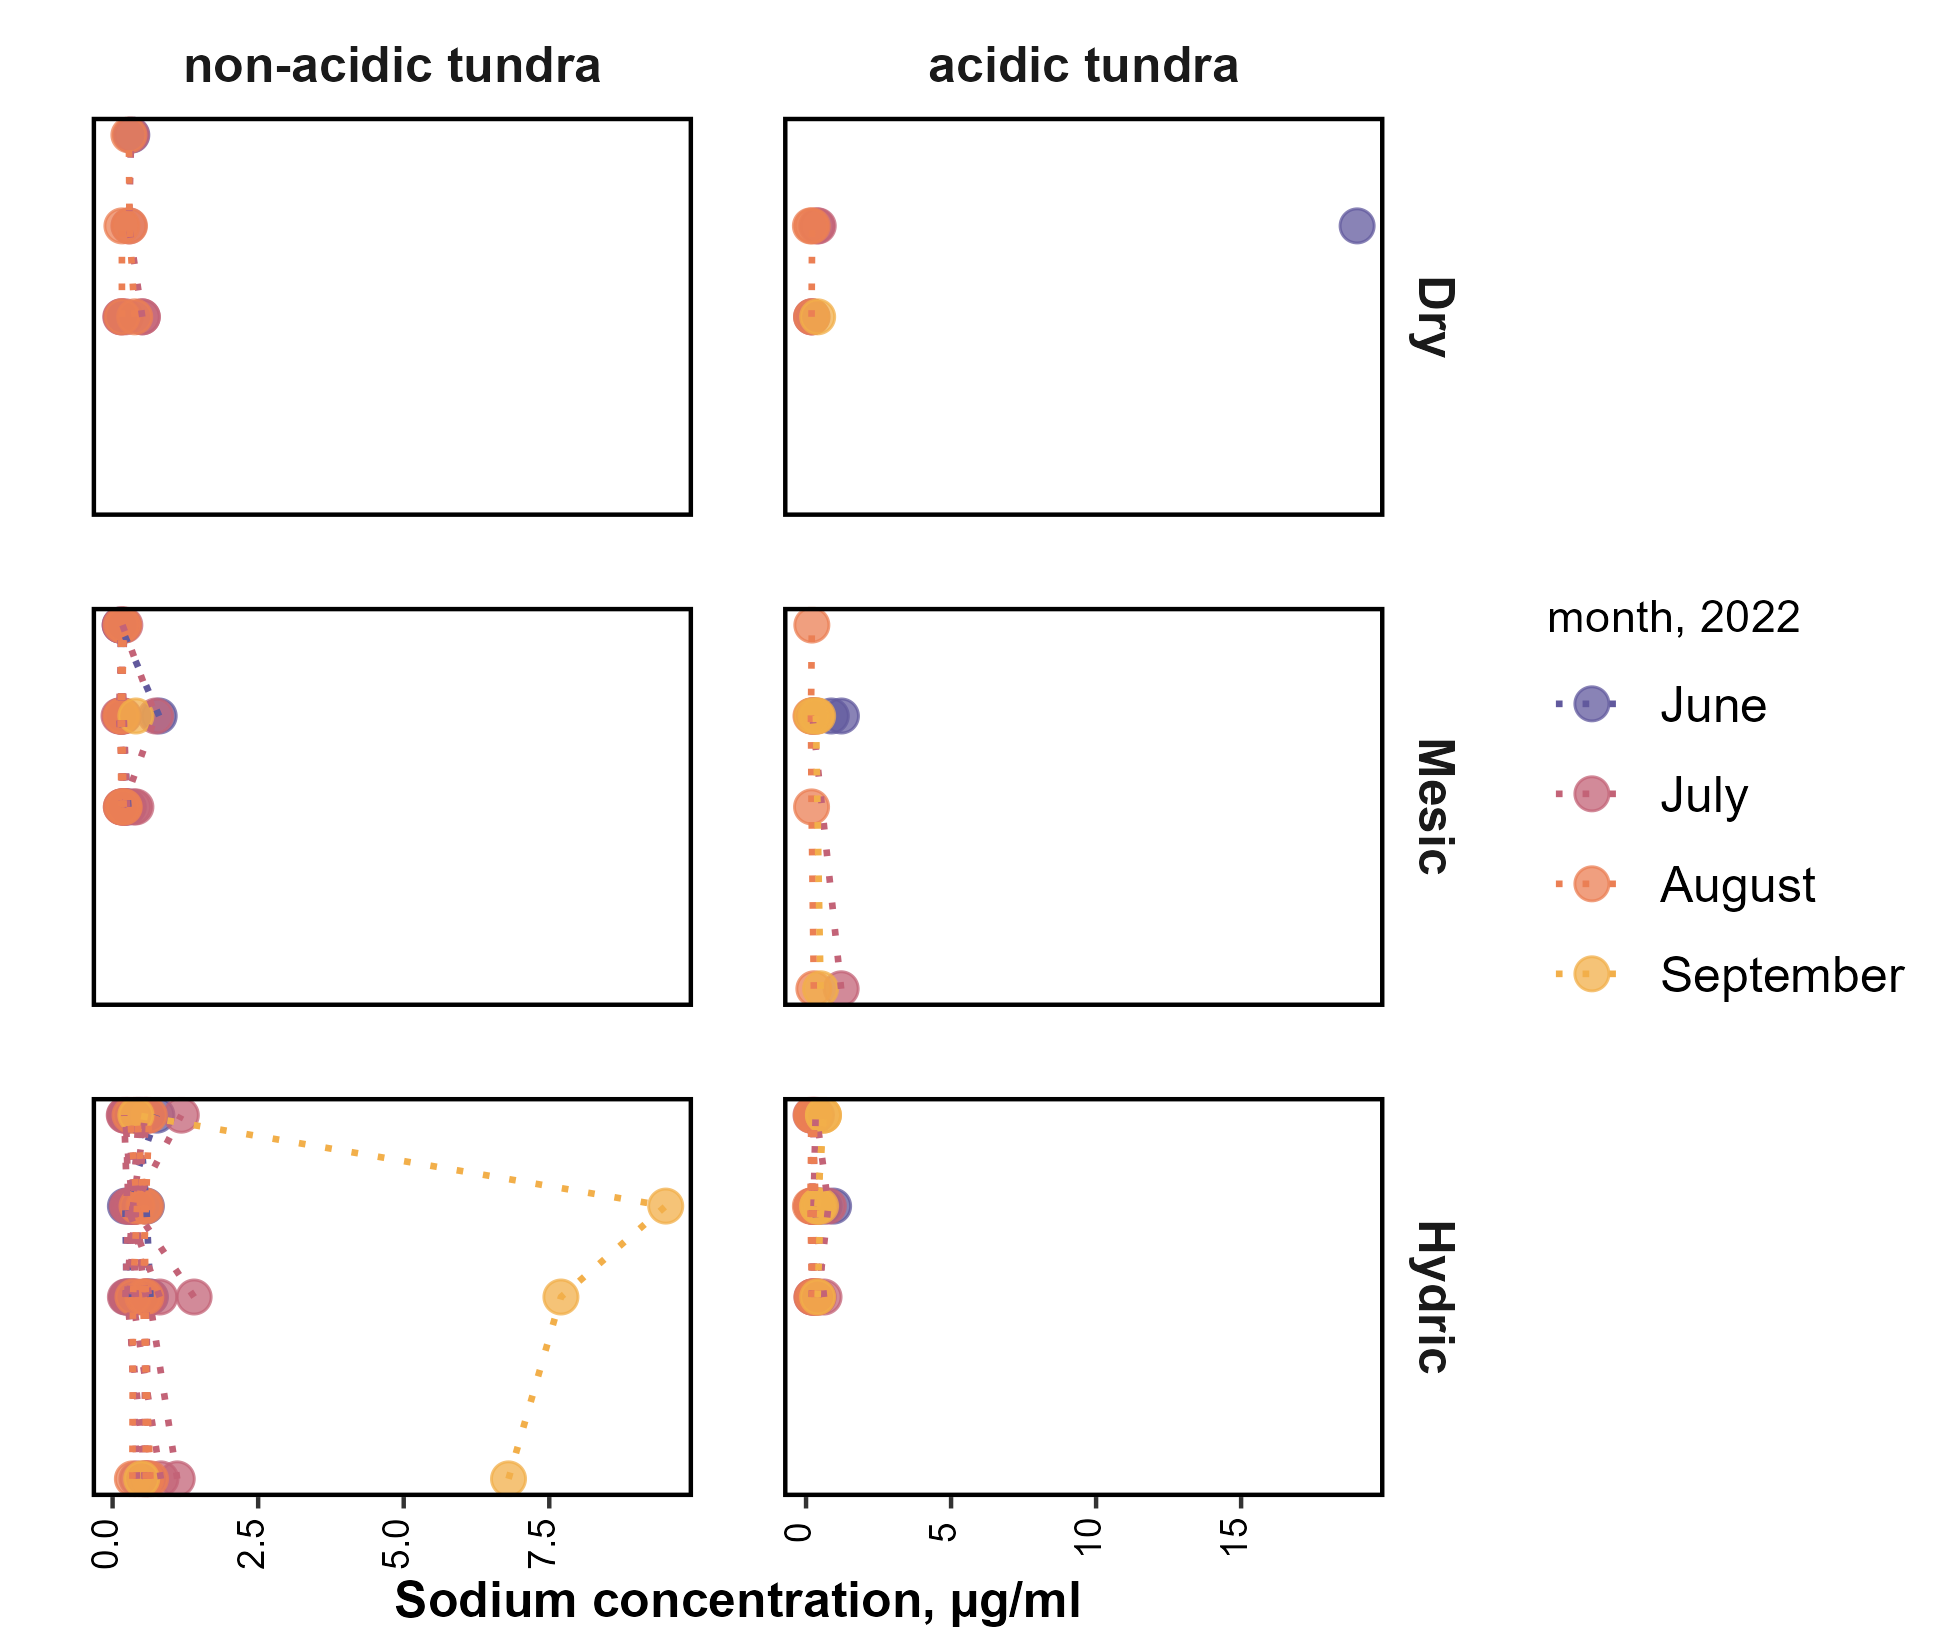 non-acidic tundra
acidic tundra
Dry
Mesic
Hydric
month, 2022
June
July
August
September
0.0
2.5
5.0
7.5
0
5
10
15
Sodium concentration, µg/ml